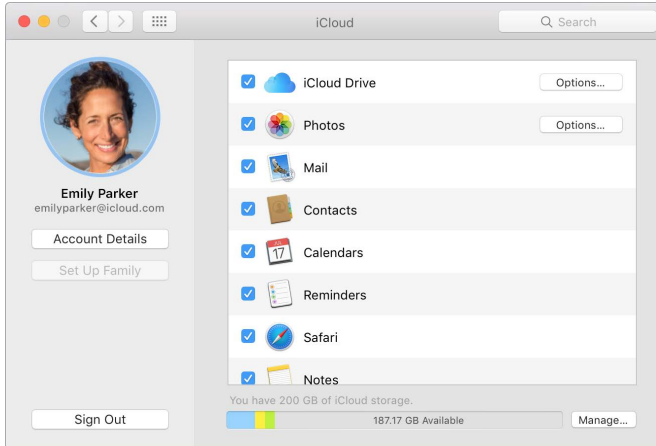 iCloud
Search
Emily Parker
emilyparker@icloud.com
Account Details
Set Up Family
Sign Out
iCloud Drive
Options...
Photos
Options...
Mail
Contacts
JUL
17
Calendars
Reminders
Safari
Notes
You have 200 GB of iCloud storage.
187.17 GB Available
Manage...